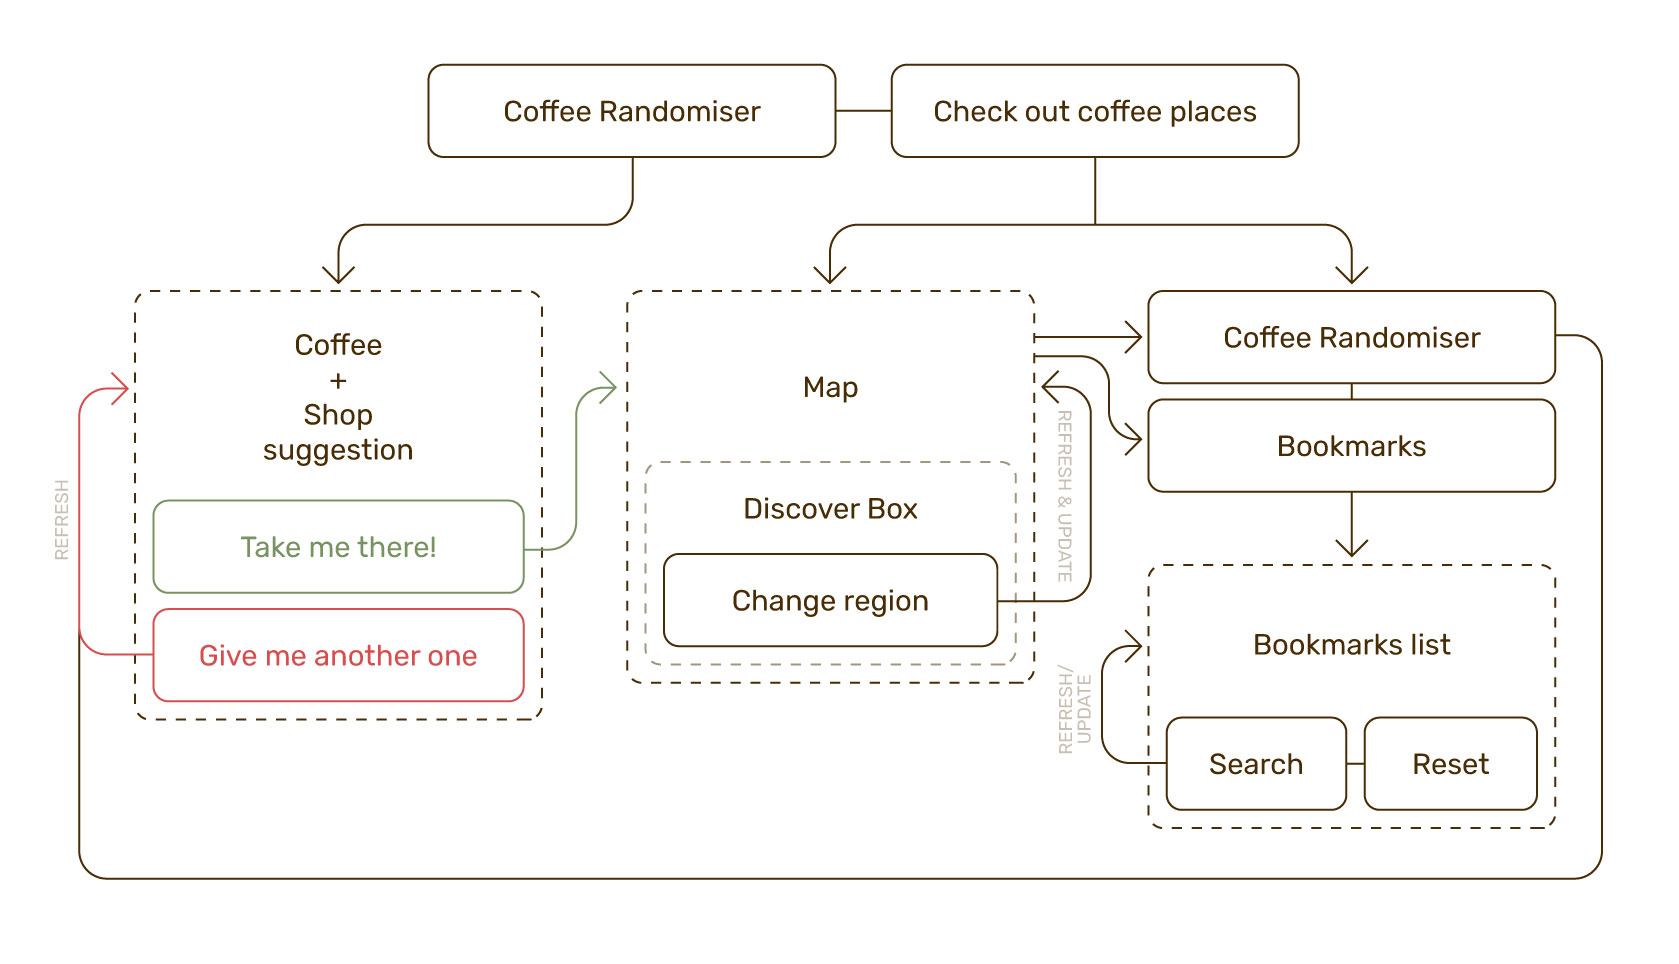 Coffee Randomiser
Check out coffee places
Coffee
+
Shop
suggestion
Take me there!
Give me another one
REFRESH
Map
Discover Box
Change region
REFRESH & UPDATE
Coffee Randomiser
Bookmarks
Bookmarks list
Search
Reset
REFRESH/
UPDATE